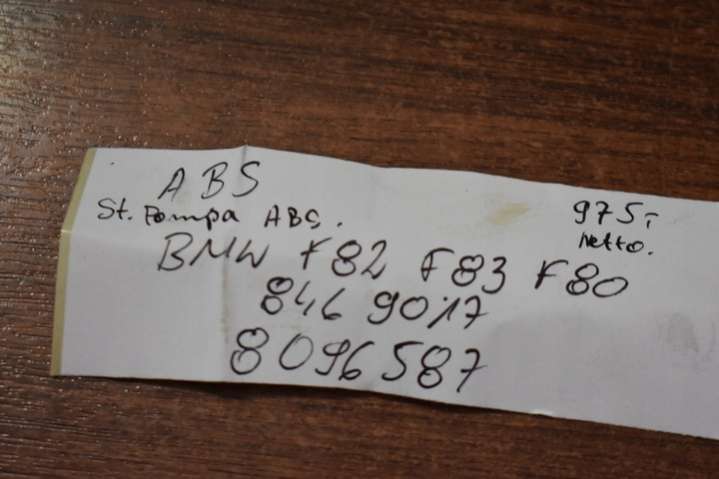 ABS
St. Pompa ABS.
975,-
netto.
BMW F82 F83 F80
846 9017
8096587